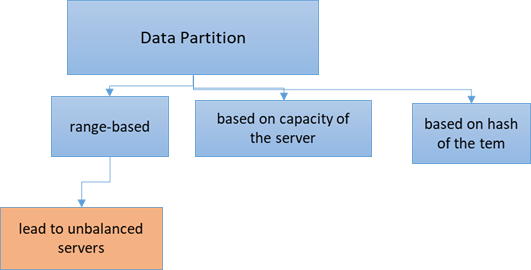 Data Partition
range-based
based on capacity of
the server
based on hash
of the tem
lead to unbalanced
servers